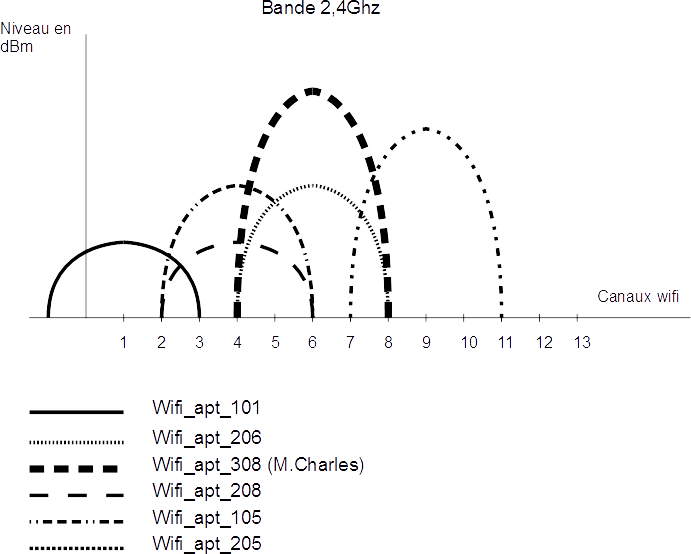 Bande 2,4Ghz
Niveau en
dBm
Canaux wifi
1 2 3 4 5 6 7 8 9 10 11 12 13
Wifi_apt_101
Wifi_apt_206
Wifi_apt_308 (M.Charles)
Wifi_apt_208
Wifi_apt_105
Wifi_apt_205